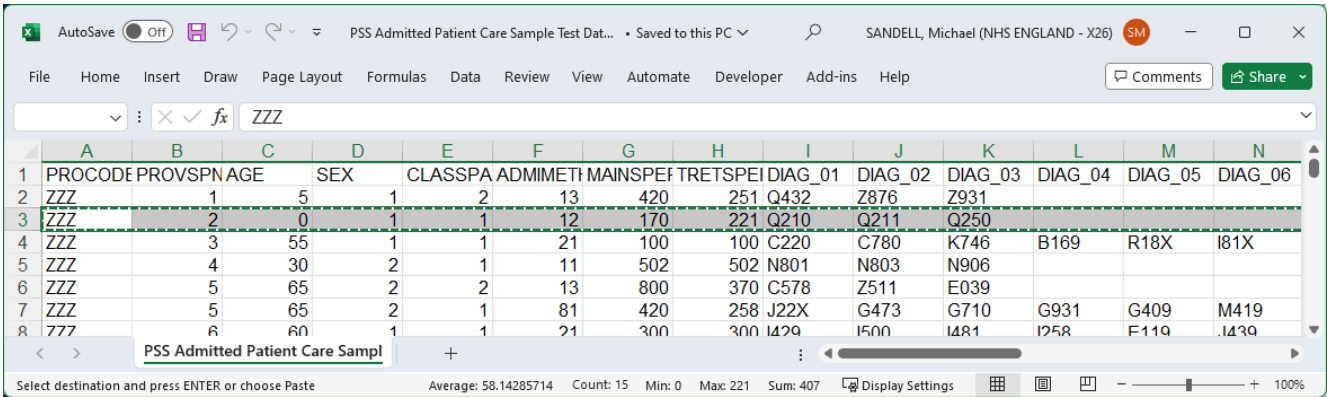 AutoSave Off PSS Admitted Patient Care Sample Test Dat... • Saved to this PC SANDELL, Michael (NHS ENGLAND - X26) SM
File Home Insert Draw Page Layout Formulas Data Review View Automate Developer Add-ins Help Comments Share
fx ZZZ
A B C D E F G H I J K L M N
1 PROCODE PROVSPN AGE SEX CLASSPA ADMIMETH MAINSPEF TRETSPEI DIAG_01 DIAG_02 DIAG_03 DIAG_04 DIAG_05 DIAG_06
2 ZZZ 1 5 1 2 13 420 251 Q432 Z876 Z931
3 ZZZ 2 0 1 1 12 170 221 Q210 Q211 Q250
4 ZZZ 3 55 1 1 21 100 100 C220 C780 K746 B169 R18X I81X
5 ZZZ 4 30 2 1 11 502 502 N801 N803 N906
6 ZZZ 5 65 2 2 13 800 370 C578 Z511 E039
7 ZZZ 5 65 2 1 81 420 258 J22X G473 G710 G931 G409 M419
8 ZZZ 6 60 1 1 21 300 300 I429 I500 I481 I258 E119 J439
PSS Admitted Patient Care Sampl
Select destination and press ENTER or choose Paste Average: 58.14285714 Count: 15 Min: 0 Max: 221 Sum: 407 Display Settings 100%